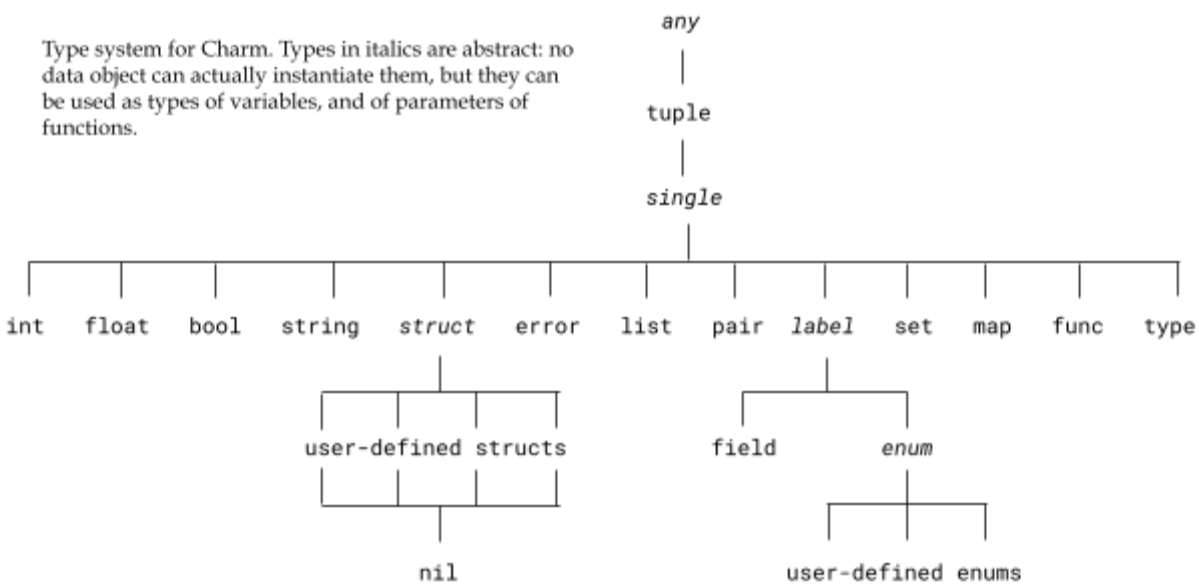 any
Type system for Charm. Types in italics are abstract: no
data object can actually instantiate them, but they can
be used as types of variables, and of parameters of
functions.
tuple
single
int float bool string struct error list pair label set map func type
user-defined structs field enum
nil user-defined enums